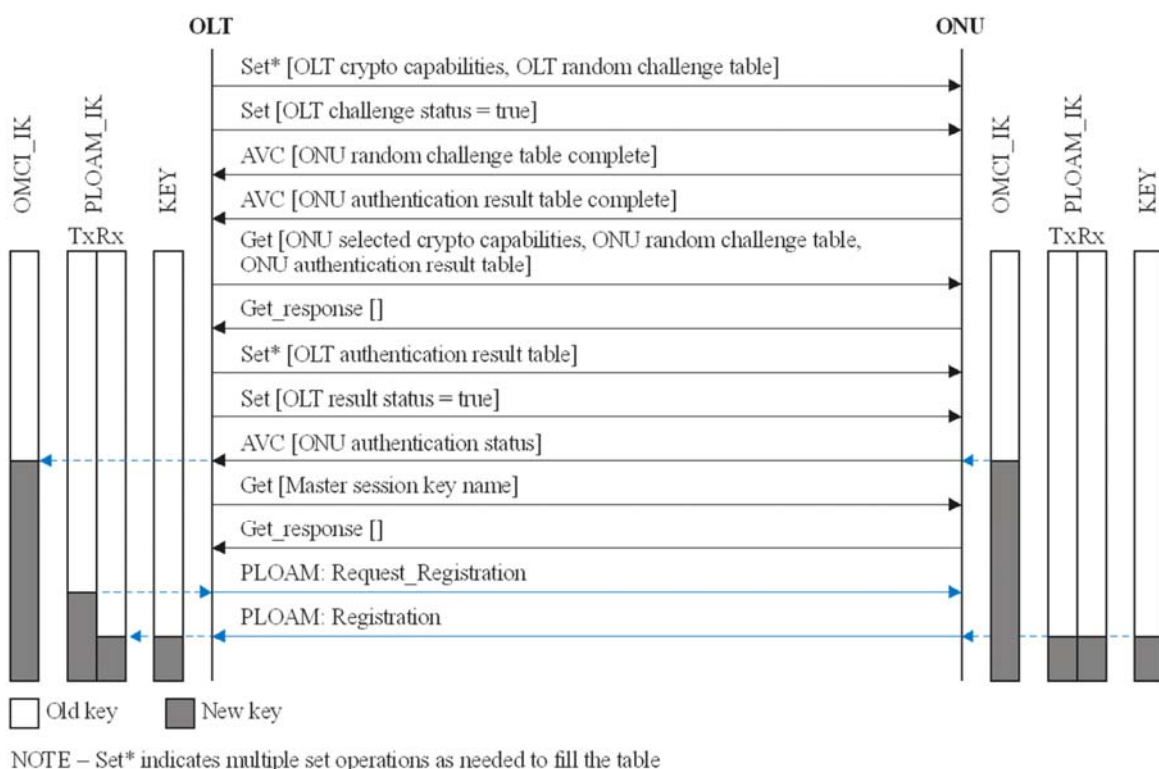 OLT
ONU
Set* [OLT crypto capabilities, OLT random challenge table]
Set [OLT challenge status = true]
AVC [ONU random challenge table complete]
AVC [ONU authentication result table complete]
Get [ONU selected crypto capabilities, ONU random challenge table,
ONU authentication result table]
Get_response []
Set* [OLT authentication result table]
Set [OLT result status = true]
AVC [ONU authentication status]
Get [Master session key name]
Get_response []
PLOAM: Request_Registration
PLOAM: Registration
OMCI_IK
PLOAM_IK
KEY
TxRx
OMCI_IK
PLOAM_IK
KEY
TxRx
Old key
New key
NOTE – Set* indicates multiple set operations as needed to fill the table